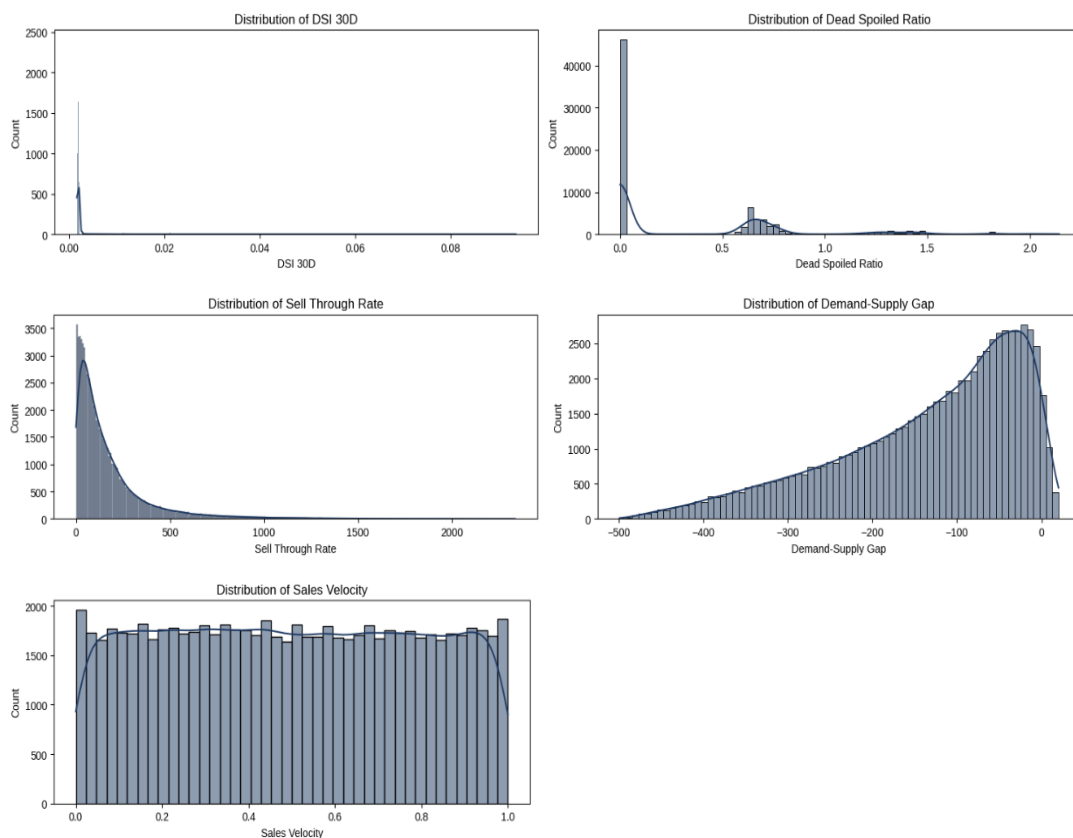 Distribution of DSI 30D
2500
2000
1500
1000
500
0
Count
0.00 0.02 0.04 0.06 0.08
DSI 30D
Distribution of Dead Spoiled Ratio
40000
30000
20000
10000
0
Count
0.0 0.5 1.0 1.5 2.0
Dead Spoiled Ratio
Distribution of Sell Through Rate
3500
3000
2500
2000
1500
1000
500
0
Count
0 500 1000 1500 2000
Sell Through Rate
Distribution of Demand-Supply Gap
2500
2000
1500
1000
500
0
Count
−500 −400 −300 −200 −100 0
Demand-Supply Gap
Distribution of Sales Velocity
2000
1500
1000
500
0
Count
0.0 0.2 0.4 0.6 0.8 1.0
Sales Velocity